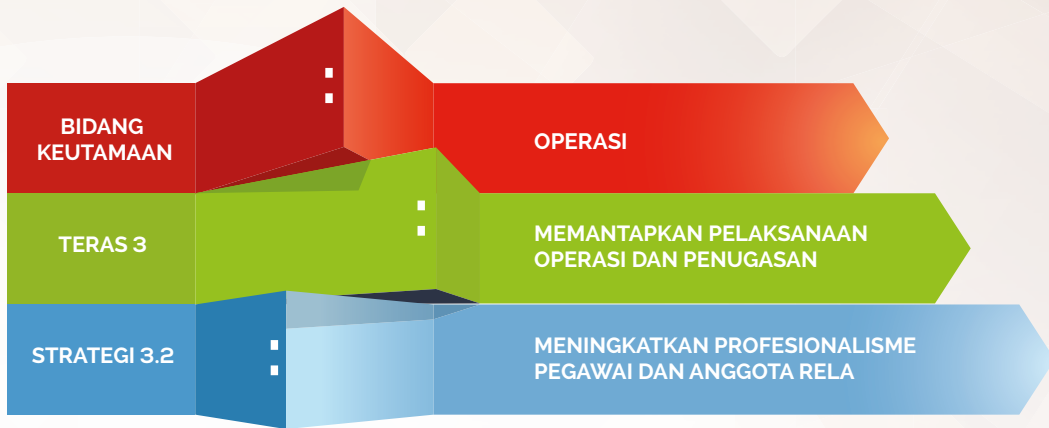 BIDANG
KEUTAMAAN
:
OPERASI
TERAS 3
:
MEMANTAPKAN PELAKSANAAN
OPERASI DAN PENUGASAN
STRATEGI 3.2
:
MENINGKATKAN PROFESIONALISME
PEGAWAI DAN ANGGOTA RELA